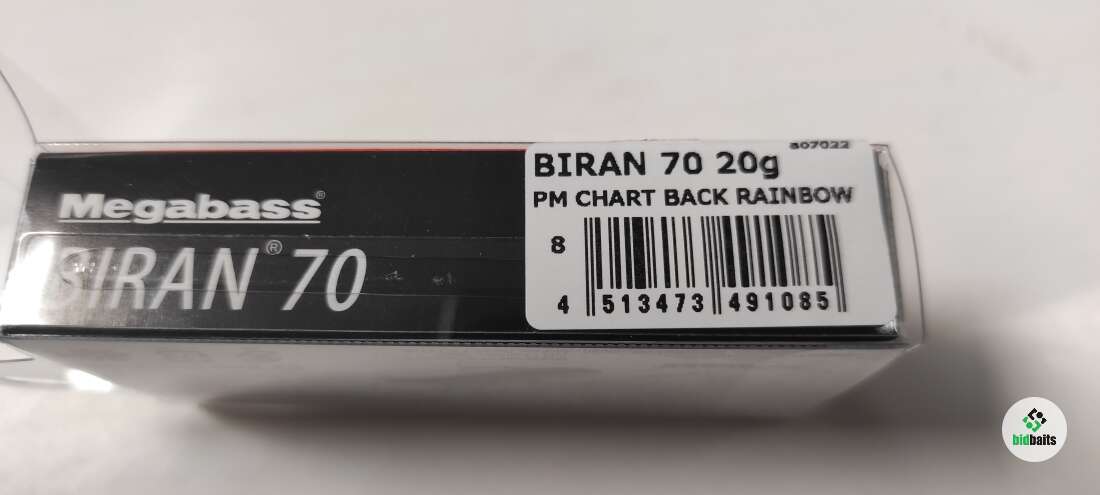 Megabass®
BIRAN® 70
807022
BIRAN 70 20g
PM CHART BACK RAINBOW
8
4 513473 491085
bidbaits